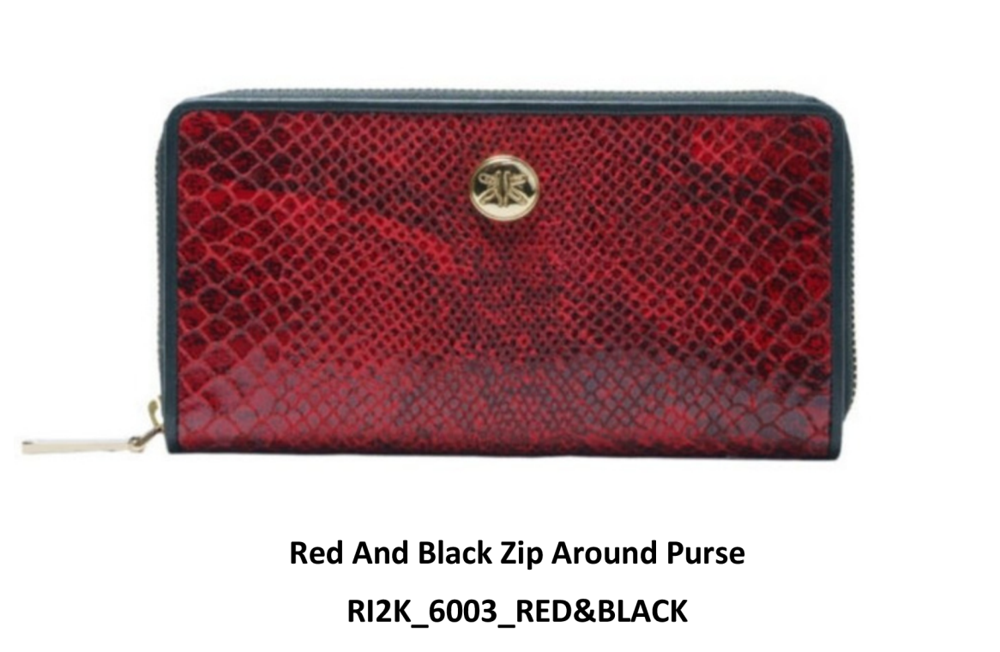 Red And Black Zip Around Purse
RI2K_6003_RED&BLACK